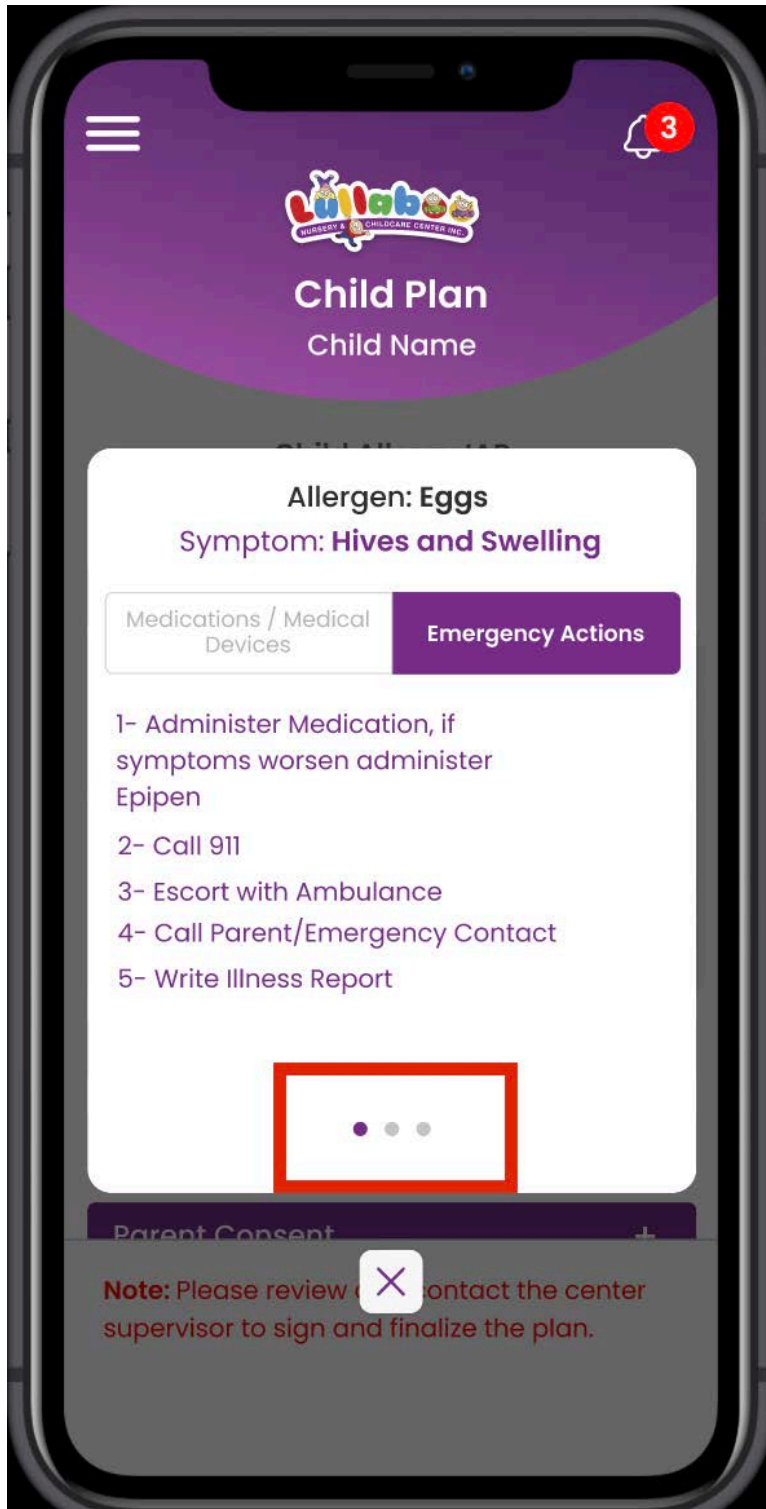 3
Lullaboo
NURSERY & CHILDCARE CENTER INC.
Child Plan
Child Name
Allergen: Eggs
Symptom: Hives and Swelling
Medications / Medical
Devices
Emergency Actions
1- Administer Medication, if
symptoms worsen administer
Epipen
2- Call 911
3- Escort with Ambulance
4- Call Parent/Emergency Contact
5- Write Illness Report
Parent Consent +
Note: Please review contact the center
supervisor to sign and finalize the plan.